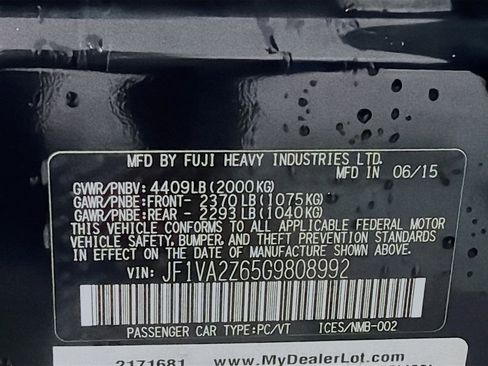 MFD BY FUJI HEAVY INDUSTRIES LTD.
MFD IN 06/15
GVWR/PNBV: 4409LB (2000KG)
GAWR/PNBE:FRONT- 2370LB (1075KG)
GAWR/PNBE:REAR - 2293LB (1040KG)
THIS VEHICLE CONFORMS TO ALL APPLICABLE FEDERAL MOTOR
VEHICLE SAFETY, BUMPER, AND THEFT PREVENTION STANDARDS
IN EFFECT ON THE DATE OF MANUFACTURE SHOWN ABOVE.
VIN: JF1VA2Z65G9808992
PASSENGER CAR TYPE:PC/VT ICES/NMB-002
2171681 www.MyDealerLot.com